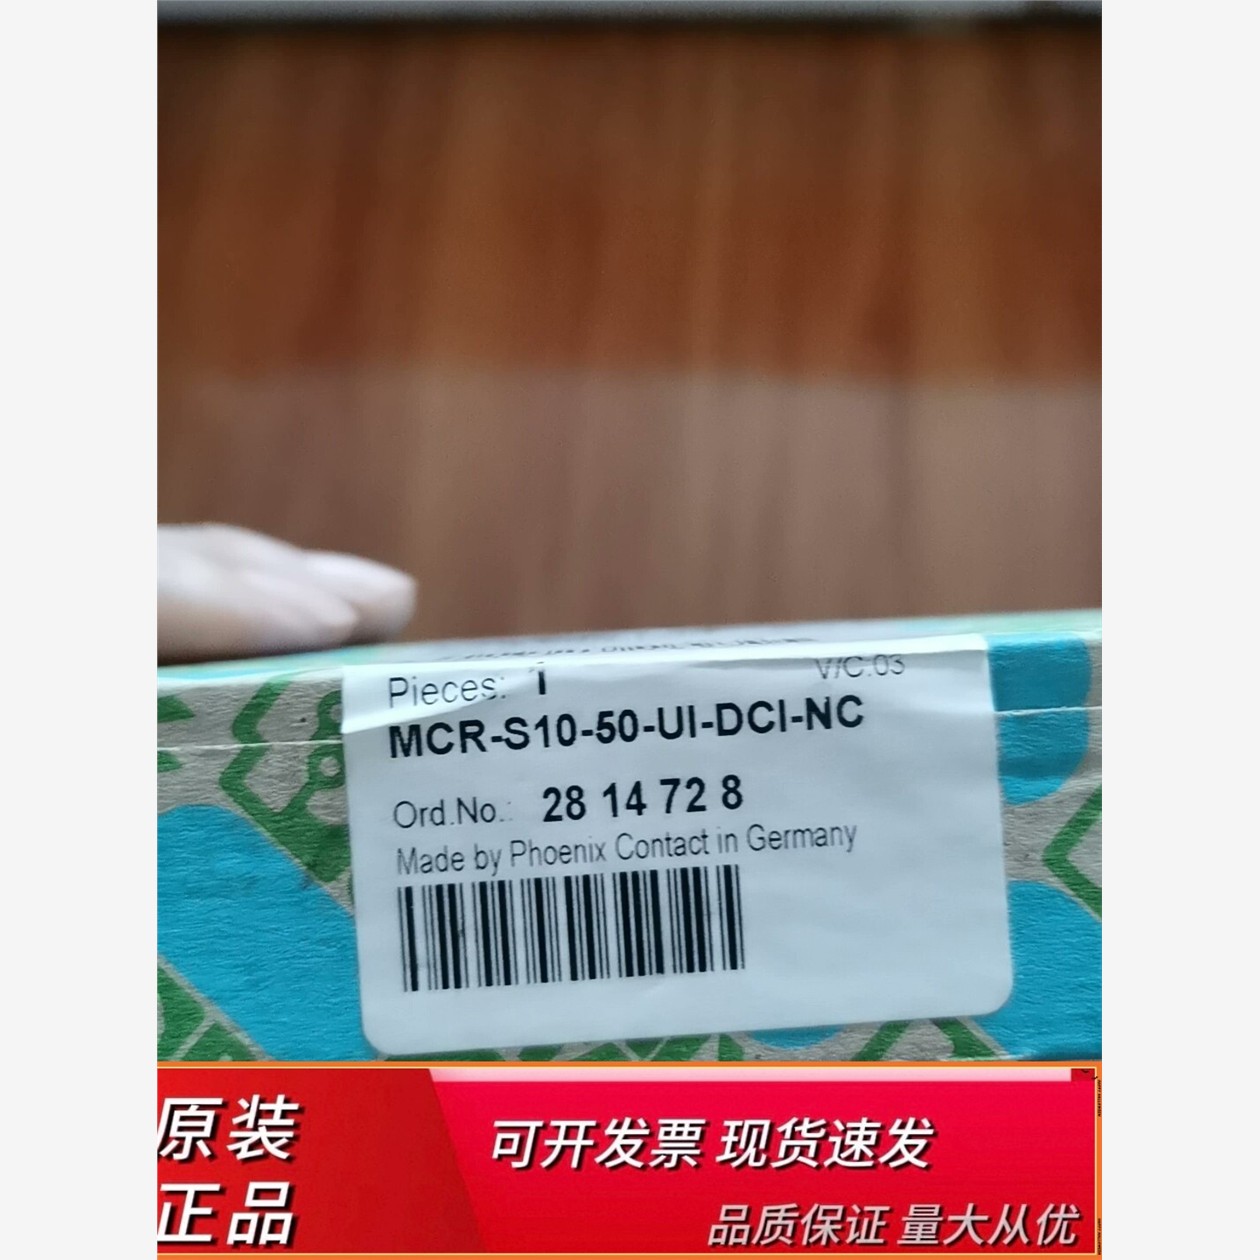 Pieces: 1
V/C.03
MCR-S10-50-UI-DCI-NC
Ord.No.: 28 14 72 8
Made by Phoenix Contact in Germany
原装
正品
可开发票 现货速发
品质保证 量大从优